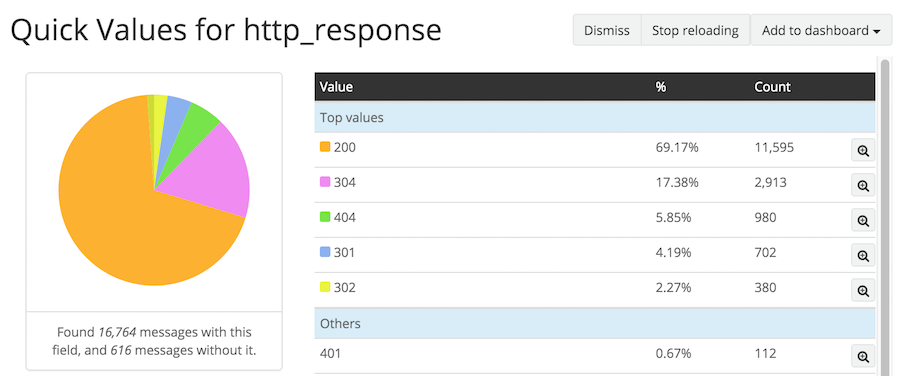 Quick Values for http_response
Dismiss Stop reloading Add to dashboard
Value % Count
Top values
200 69.17% 11,595
304 17.38% 2,913
404 5.85% 980
301 4.19% 702
302 2.27% 380
Others
401 0.67% 112
Found 16,764 messages with this
field, and 616 messages without it.